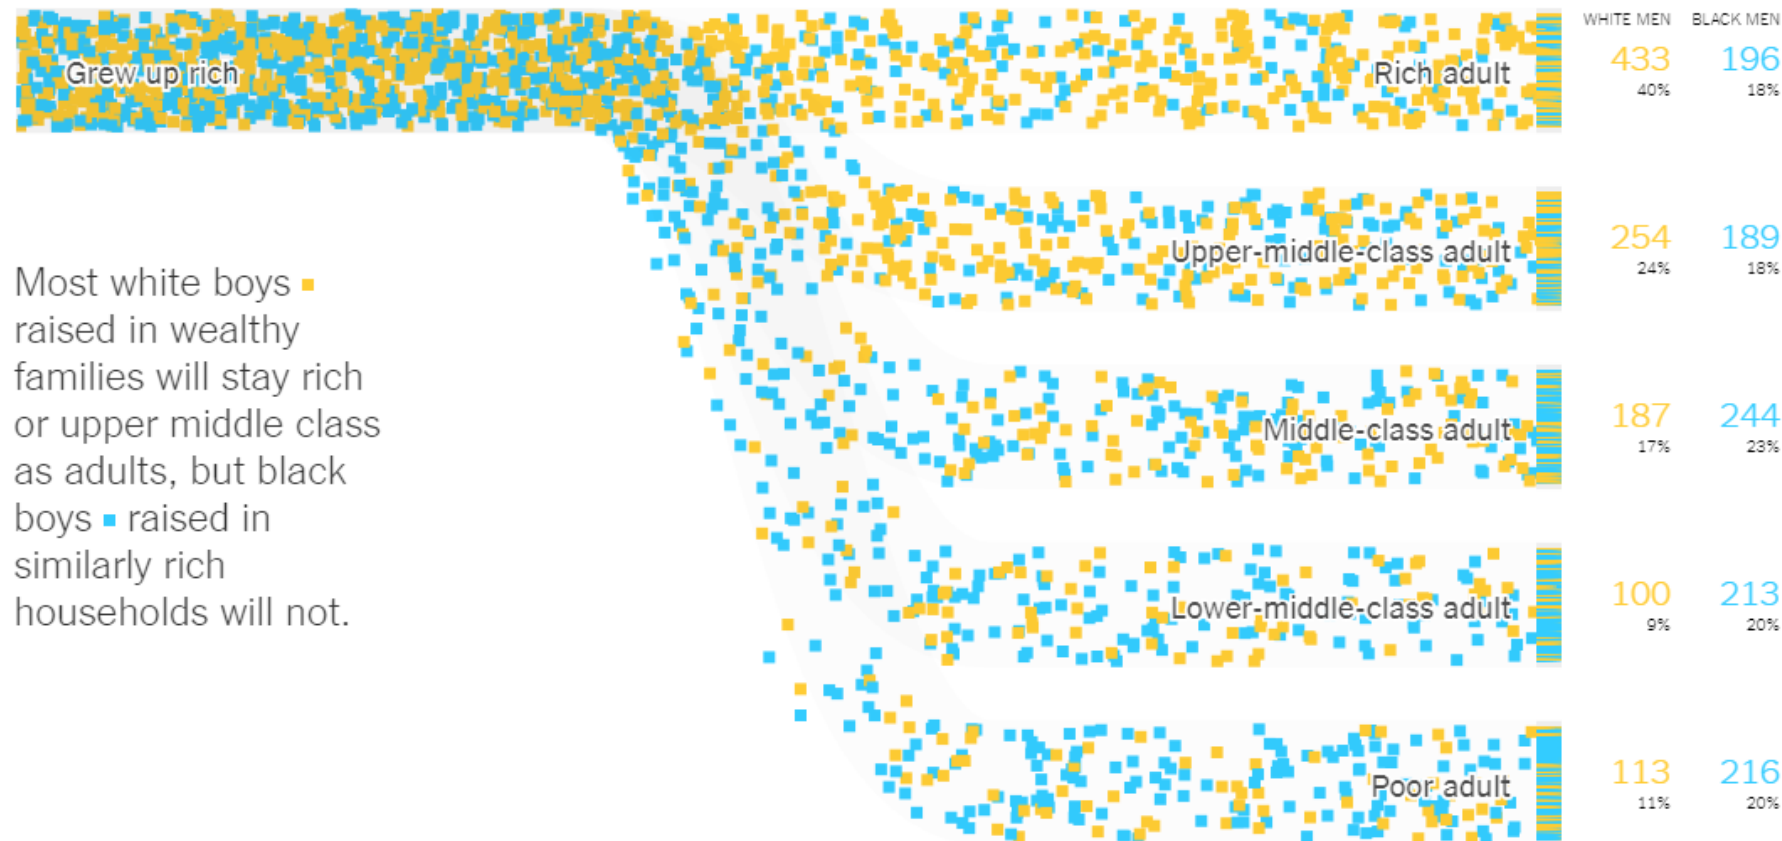 WHITE MEN BLACK MEN
Grew up rich
Rich adult
433 196
40% 18%
Upper-middle-class adult
254 189
24% 18%
Most white boys
raised in wealthy
families will stay rich
or upper middle class
as adults, but black
boys raised in
similarly rich
households will not.
Middle-class adult
187 244
17% 23%
Lower-middle-class adult
100 213
9% 20%
Poor adult
113 216
11% 20%